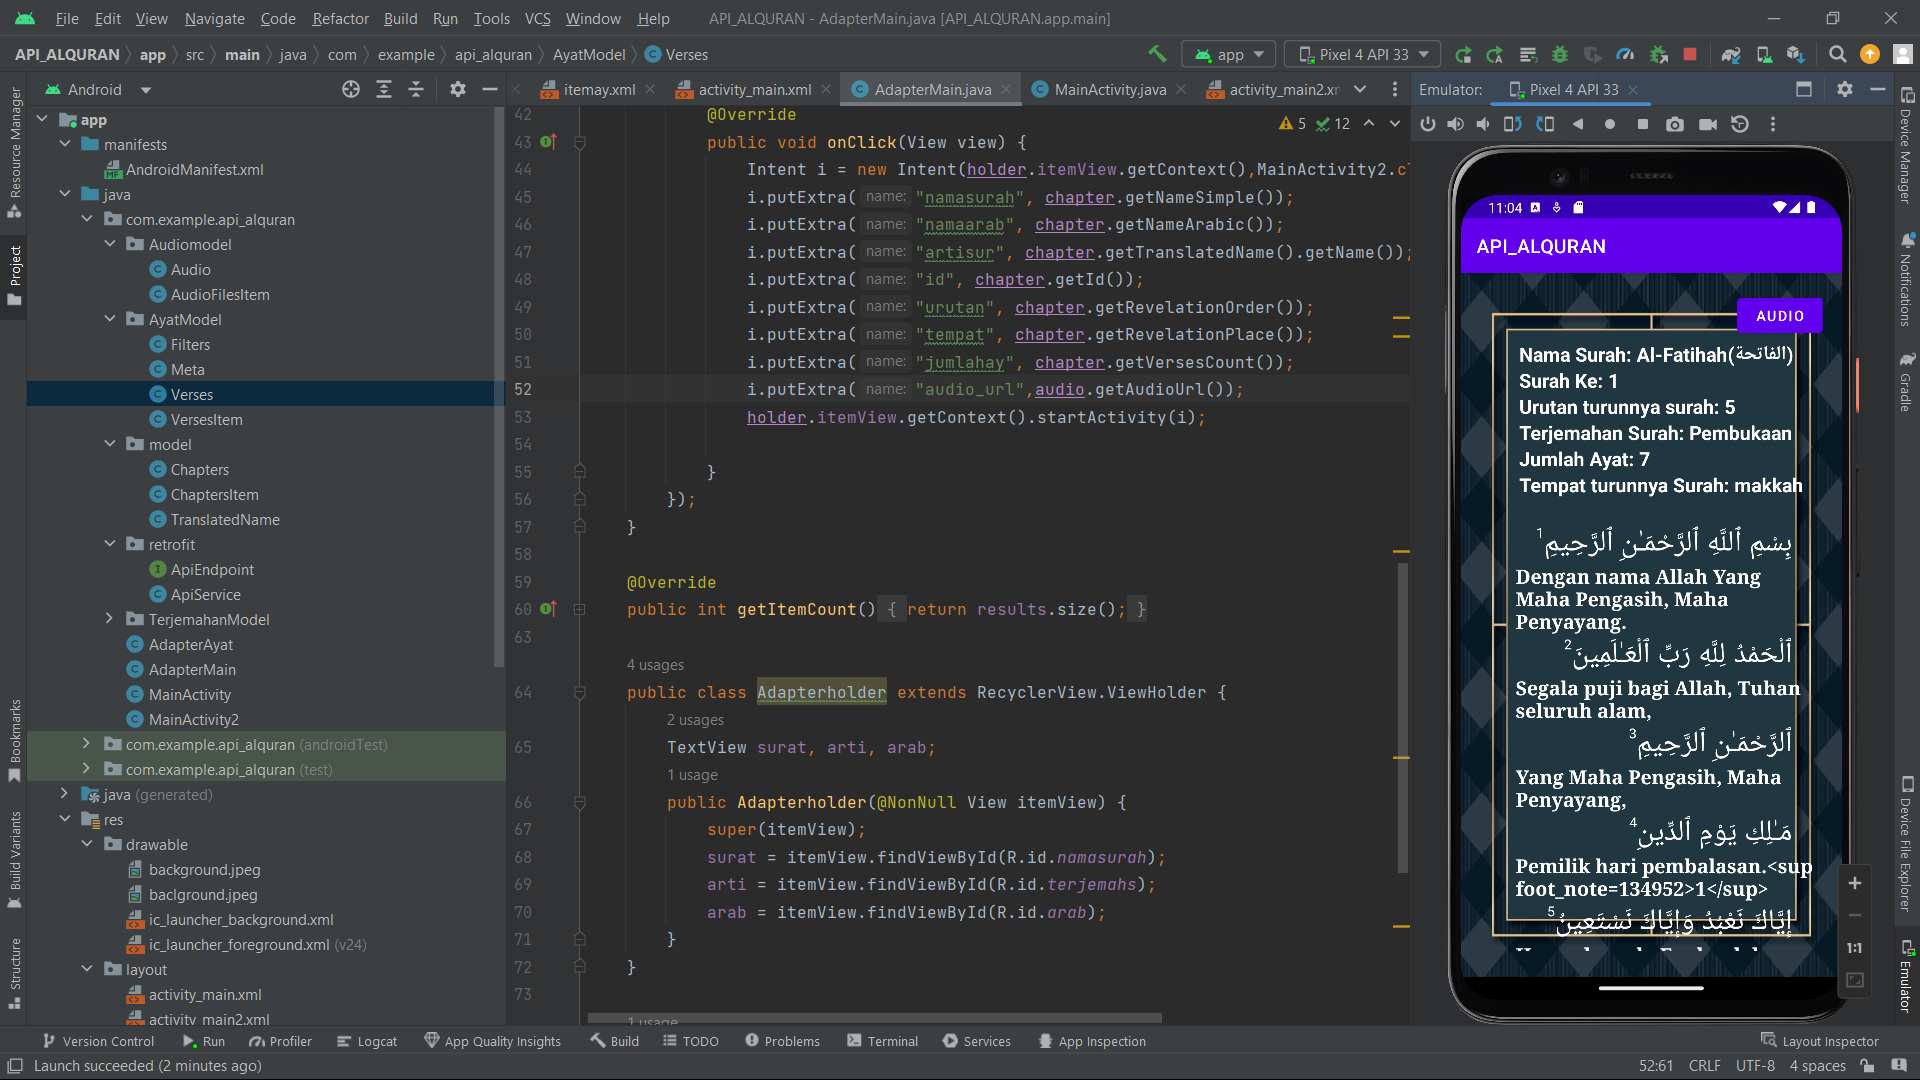 File Edit View Navigate Code Refactor Build Run Tools VCS Window Help API_ALQURAN - AdapterMain.java [API_ALQURAN.app.main]
API_ALQURAN app src main java com example api_alquran AyatModel Verses
app Pixel 4 API 33
Android
itemay.xml activity_main.xml AdapterMain.java MainActivity.java activity_main2.xr
Emulator: Pixel 4 API 33
Resource Manager
Project
Bookmarks
Build Variants
Structure
app
manifests
AndroidManifest.xml
java
com.example.api_alquran
Audiomodel
Audio
AudioFilesItem
AyatModel
Filters
Meta
Verses
VersesItem
model
Chapters
ChaptersItem
TranslatedName
retrofit
ApiEndpoint
ApiService
TerjemahanModel
AdapterAyat
AdapterMain
MainActivity
MainActivity2
com.example.api_alquran (androidTest)
com.example.api_alquran (test)
java (generated)
res
drawable
background.jpeg
baclground.jpeg
ic_launcher_background.xml
ic_launcher_foreground.xml (v24)
layout
activity_main.xml
activity_main2.xml
5 12
42 @Override
43 public void onClick(View view) {
44 Intent i = new Intent(holder.itemView.getContext(),MainActivity2.c
45 i.putExtra( name: "namasurah", chapter.getNameSimple());
46 i.putExtra( name: "namaarab", chapter.getNameArabic());
47 i.putExtra( name: "artisur", chapter.getTranslatedName().getName());
48 i.putExtra( name: "id", chapter.getId());
49 i.putExtra( name: "urutan", chapter.getRevelationOrder());
50 i.putExtra( name: "tempat", chapter.getRevelationPlace());
51 i.putExtra( name: "jumlahay", chapter.getVersesCount());
52 i.putExtra( name: "audio_url",audio.getAudioUrl());
53 holder.itemView.getContext().startActivity(i);
54
55 }
56 });
57 }
58
59 @Override
60 public int getItemCount() { return results.size(); }
63
4 usages
64 public class Adapterholder extends RecyclerView.ViewHolder {
2 usages
65 TextView surat, arti, arab;
1 usage
66 public Adapterholder(@NonNull View itemView) {
67 super(itemView);
68 surat = itemView.findViewById(R.id.namasurah);
69 arti = itemView.findViewById(R.id.terjemahs);
70 arab = itemView.findViewById(R.id.arab);
71 }
72 }
73
1 usage
11:04
API_ALQURAN
AUDIO
Nama Surah: Al-Fatihah(الفاتحة)
Surah Ke: 1
Urutan turunnya surah: 5
Terjemahan Surah: Pembukaan
Jumlah Ayat: 7
Tempat turunnya Surah: makkah
بِسْمِ ٱللَّهِ ٱلرَّحْمَـٰنِ ٱلرَّحِيمِ1
Dengan nama Allah Yang
Maha Pengasih, Maha
Penyayang.
ٱلْحَمْدُ لِلَّهِ رَبِّ ٱلْعَـٰلَمِينَ2
Segala puji bagi Allah, Tuhan
seluruh alam,
ٱلرَّحْمَـٰنِ ٱلرَّحِيمِ3
Yang Maha Pengasih, Maha
Penyayang,
مَـٰلِكِ يَوْمِ ٱلدِّينِ4
Pemilik hari pembalasan.<sup
foot_note=134952>1</sup>
إِيَّاكَ نَعْبُدُ وَإِيَّاكَ نَسْتَعِينُ5
1:1
Device Manager
Notifications
Gradle
Device File Explorer
Emulator
Version Control Run Profiler Logcat App Quality Insights Build TODO Problems Terminal Services App Inspection Layout Inspector
Launch succeeded (2 minutes ago) 52:61 CRLF UTF-8 4 spaces